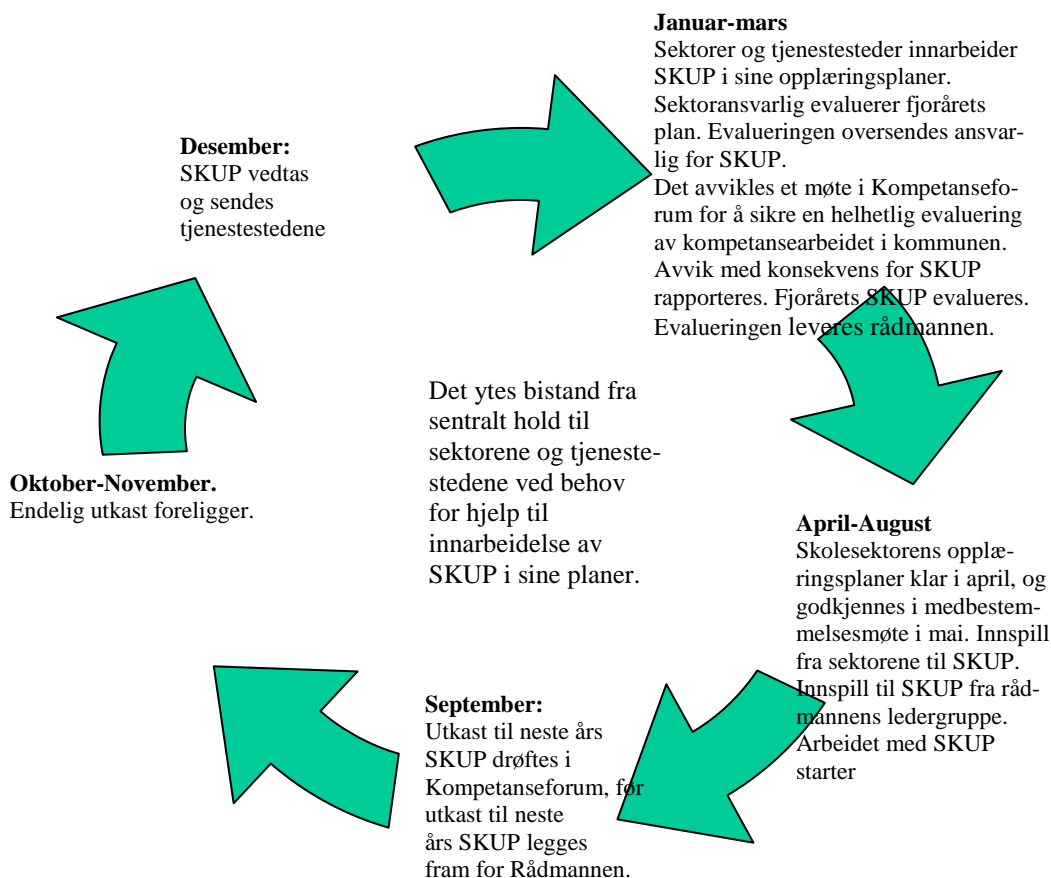 Januar-mars
Sektorer og tjenestesteder innarbeider
SKUP i sine opplæringsplaner.
Sektoransvarlig evaluerer fjorårets
plan. Evalueringen oversendes ansvar-
lig for SKUP.
Det avvikles et møte i Kompetansefo-
rum for å sikre en helhetlig evaluering
av kompetansearbeidet i kommunen.
Avvik med konsekvens for SKUP
rapporteres. Fjorårets SKUP evalueres.
Evalueringen leveres rådmannen.
April-August
Skolesektorens opplæ-
ringsplaner klar i april, og
godkjennes i medbestem-
melsesmøte i mai. Innspill
fra sektorene til SKUP.
Innspill til SKUP fra råd-
mannens ledergruppe.
Arbeidet med SKUP
starter
September:
Utkast til neste års
SKUP drøftes i
Kompetanseforum, før
utkast til neste
års SKUP legges
fram for Rådmannen.
Oktober-November.
Endelig utkast foreligger.
Desember:
SKUP vedtas
og sendes
tjenestestedene
Det ytes bistand fra
sentralt hold til
sektorene og tjeneste-
stedene ved behov
for hjelp til
innarbeidelse av
SKUP i sine planer.